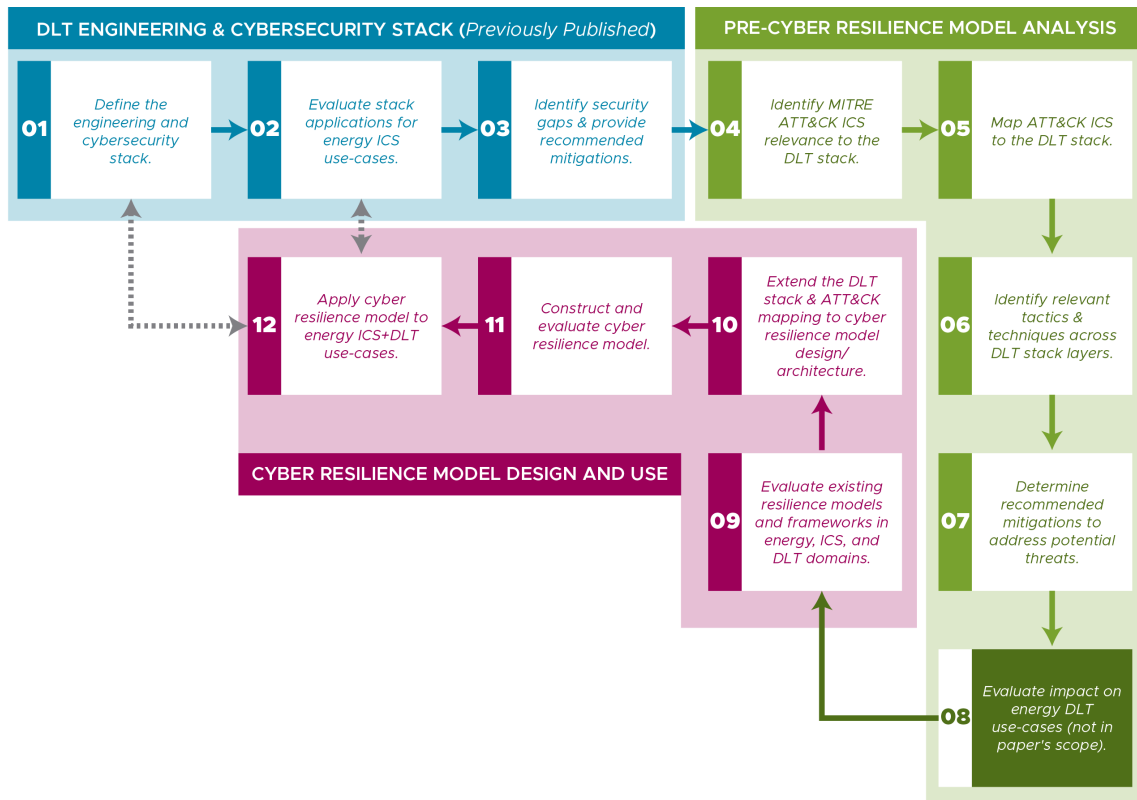 DLT ENGINEERING & CYBERSECURITY STACK (Previously Published)
01
Define the
engineering and
cybersecurity
stack.
02
Evaluate stack
applications for
energy ICS
use-cases.
03
Identify security
gaps & provide
recommended
mitigations.
PRE-CYBER RESILIENCE MODEL ANALYSIS
04
Identify MITRE
ATT&CK ICS
relevance to the
DLT stack.
05
Map ATT&CK ICS
to the DLT stack.
06
Identify relevant
tactics &
techniques across
DLT stack layers.
07
Determine
recommended
mitigations to
address potential
threats.
08
Evaluate impact on
energy DLT
use-cases (not in
paper's scope).
CYBER RESILIENCE MODEL DESIGN AND USE
09
Evaluate existing
resilience models
and frameworks in
energy, ICS, and
DLT domains.
10
Extend the DLT
stack & ATT&CK
mapping to cyber
resilience model
design/
architecture.
11
Construct and
evaluate cyber
resilience model.
12
Apply cyber
resilience model to
energy ICS+DLT
use-cases.